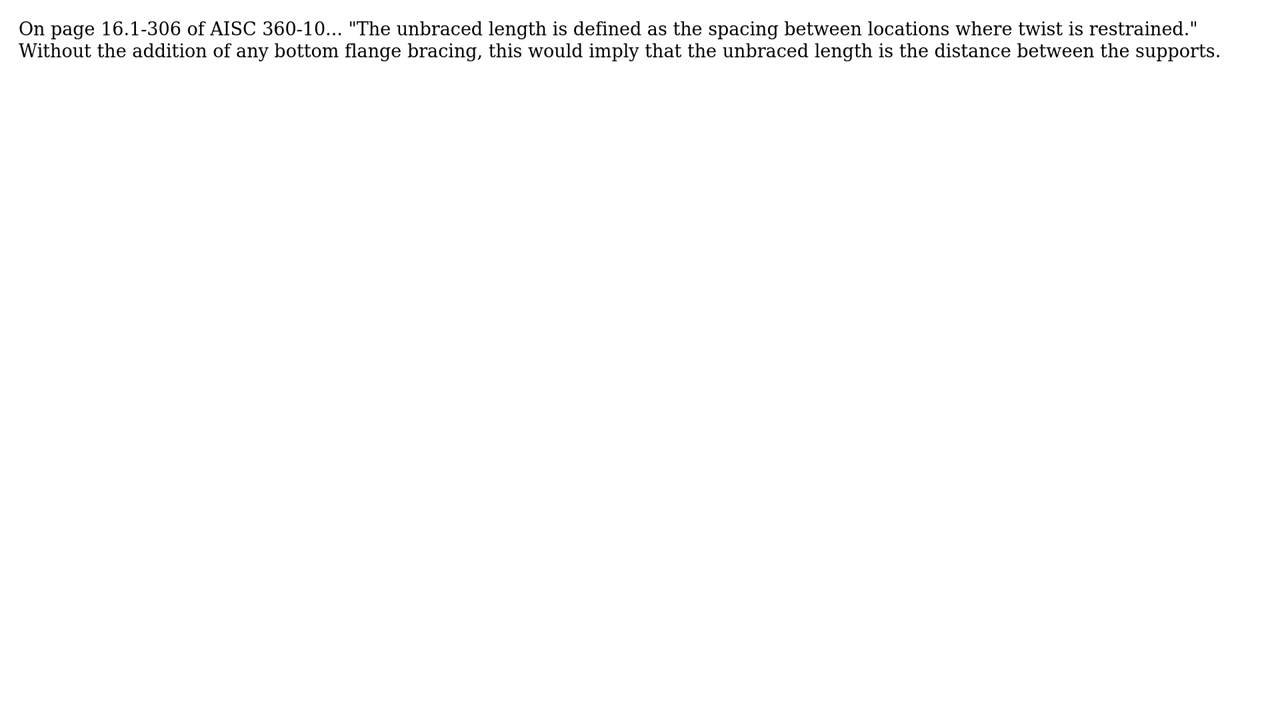 On page 16.1-306 of AISC 360-10... "The unbraced length is defined as the spacing between locations where twist is restrained."
Without the addition of any bottom flange bracing, this would imply that the unbraced length is the distance between the supports.